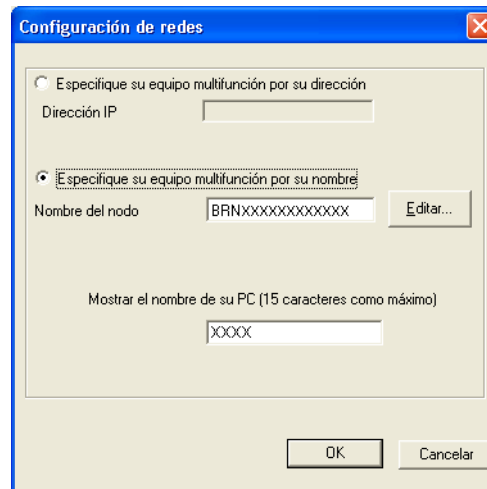 Configuración de redes
Especifique su equipo multifunción por su dirección
Dirección IP
Especifique su equipo multifunción por su nombre
Nombre del nodo BRNXXXXXXXXXXXX Editar...
Mostrar el nombre de su PC (15 caracteres como máximo)
XXXX
OK Cancelar